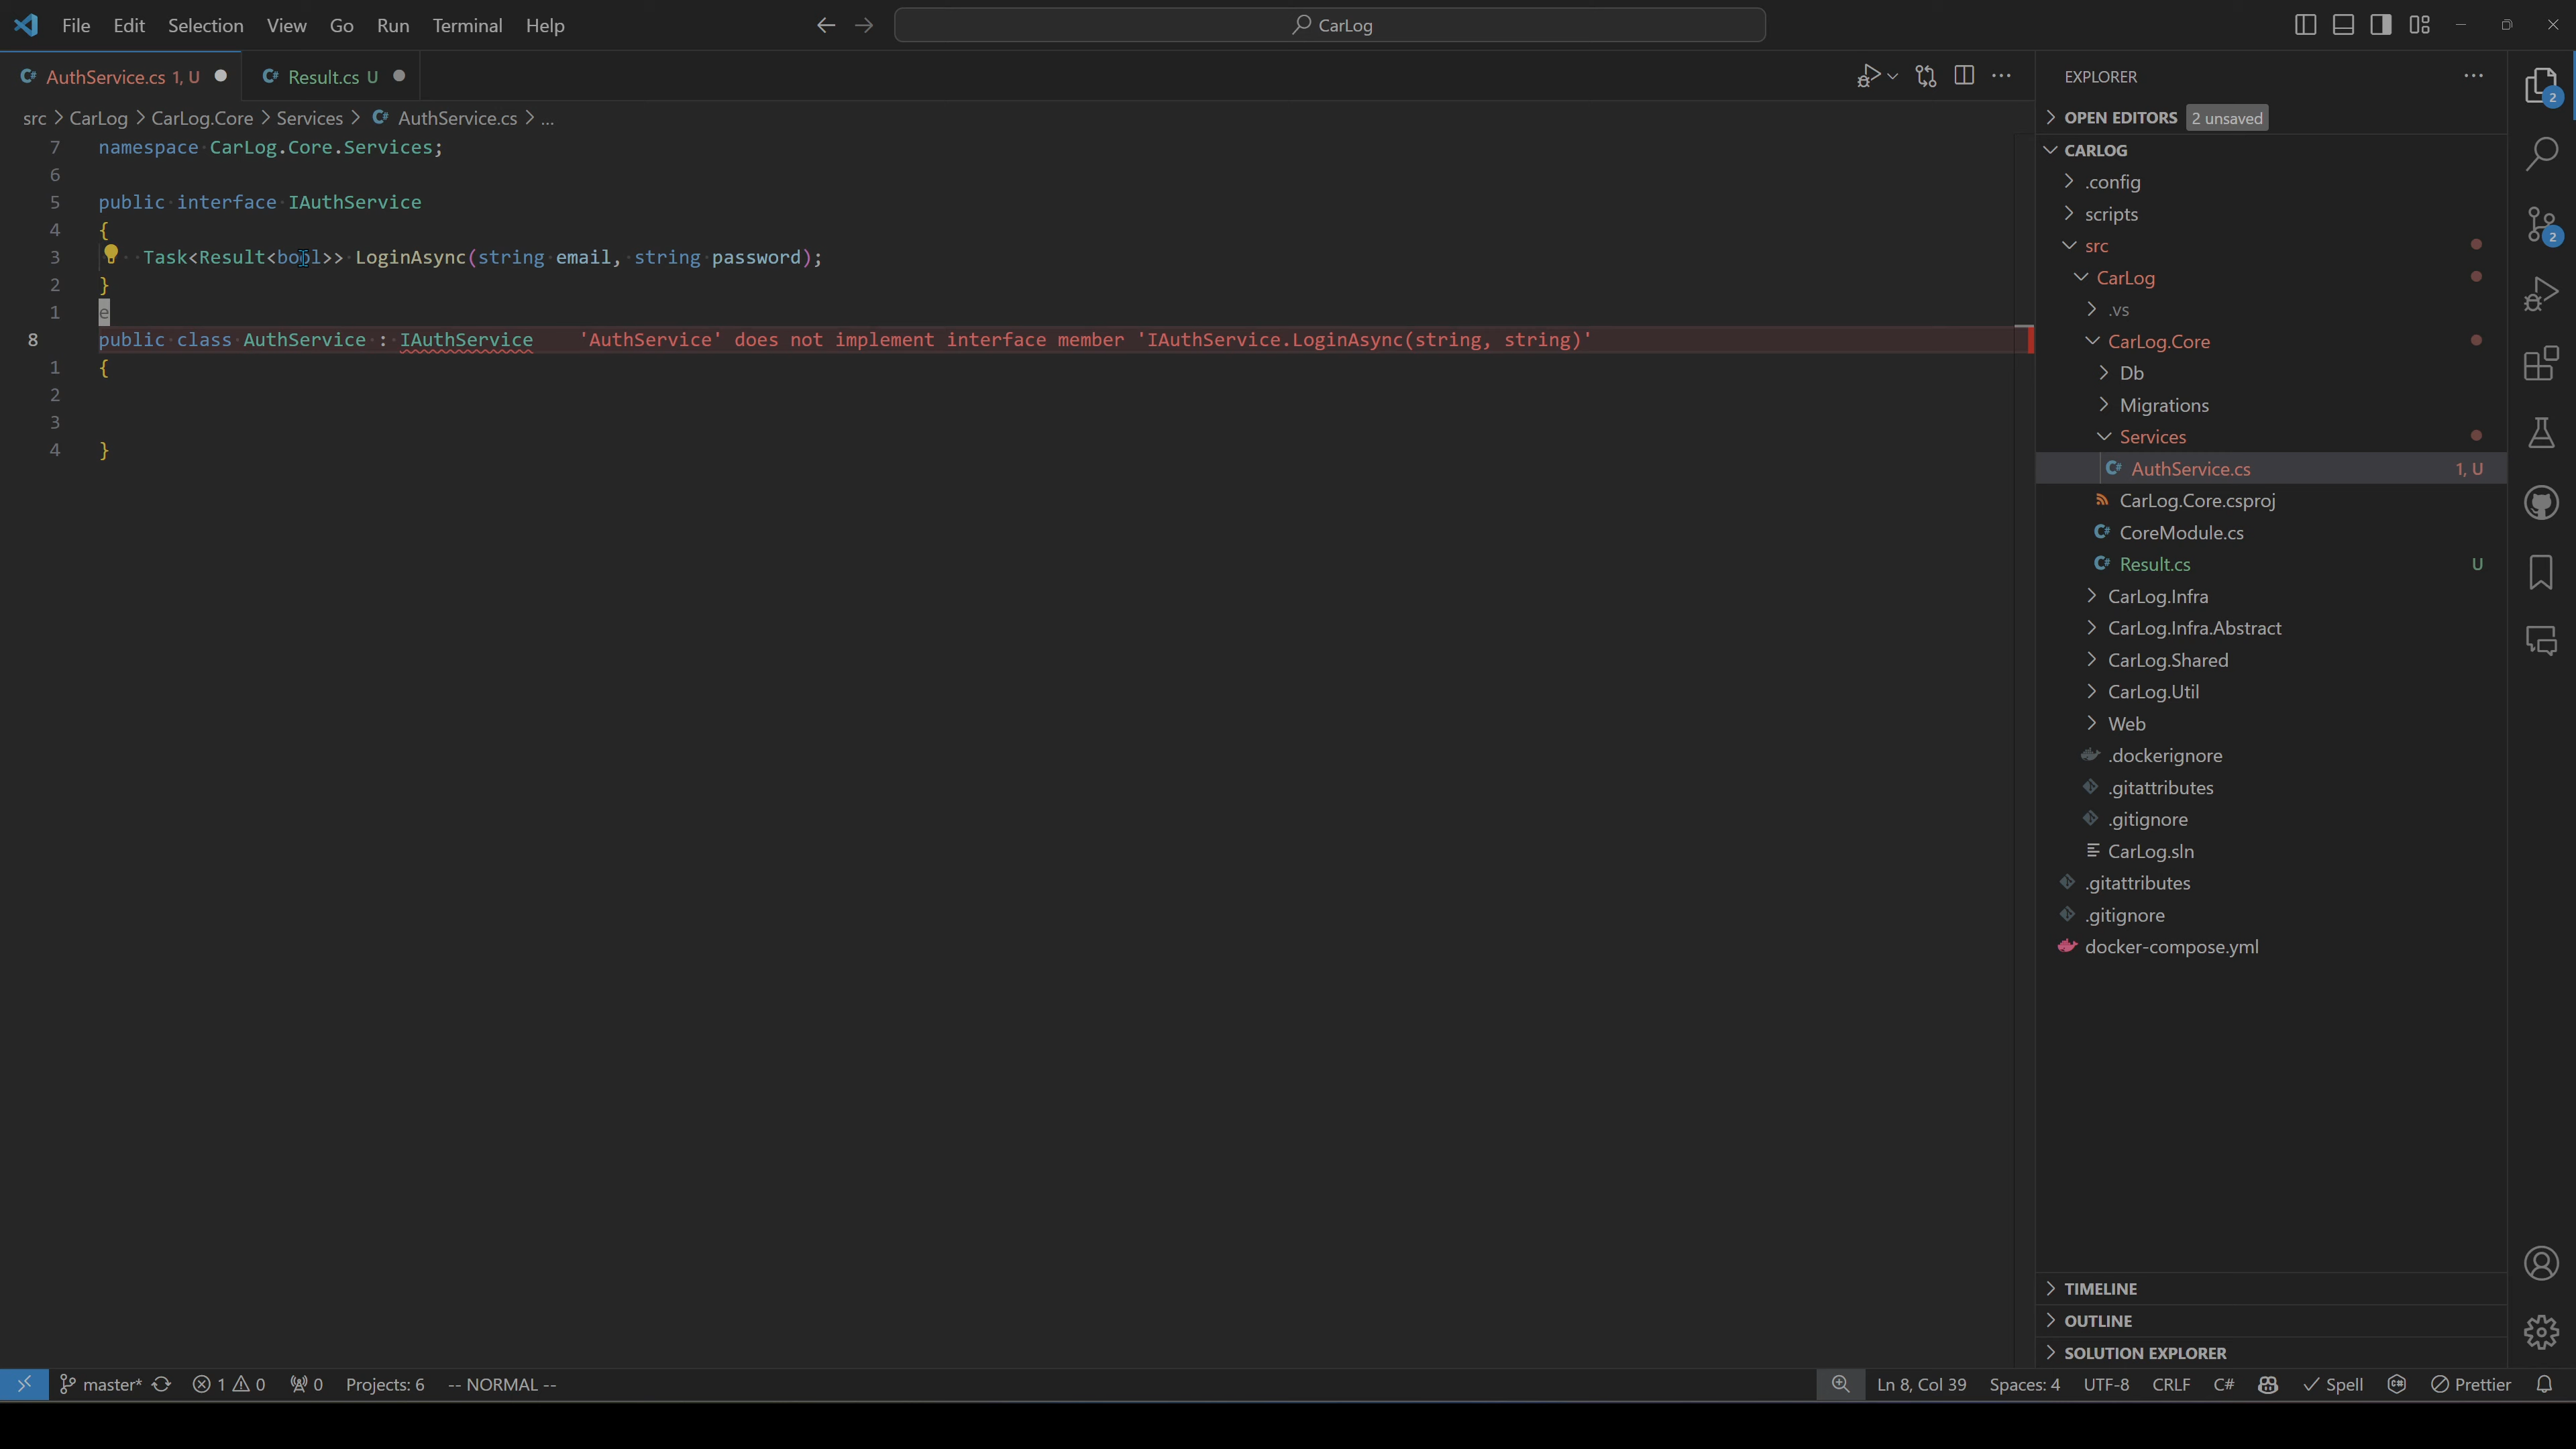 File Edit Selection View Go Run Terminal Help
CarLog
AuthService.cs 1, U
Result.cs U
src > CarLog > CarLog.Core > Services > AuthService.cs > ...
7 namespace CarLog.Core.Services;
6
5 public interface IAuthService
4 {
3 Task<Result<bool>> LoginAsync(string email, string password);
2 }
1 e
8 public class AuthService : IAuthService 'AuthService' does not implement interface member 'IAuthService.LoginAsync(string, string)'
1 {
2
3
4 }
EXPLORER
OPEN EDITORS 2 unsaved
CARLOG
.config
scripts
src
CarLog
.vs
CarLog.Core
Db
Migrations
Services
AuthService.cs 1, U
CarLog.Core.csproj
CoreModule.cs
Result.cs U
CarLog.Infra
CarLog.Infra.Abstract
CarLog.Shared
CarLog.Util
Web
.dockerignore
.gitattributes
.gitignore
CarLog.sln
.gitattributes
.gitignore
docker-compose.yml
TIMELINE
OUTLINE
SOLUTION EXPLORER
2
2
master* 1 0 0 Projects: 6 -- NORMAL --
Ln 8, Col 39 Spaces: 4 UTF-8 CRLF C# Spell Prettier